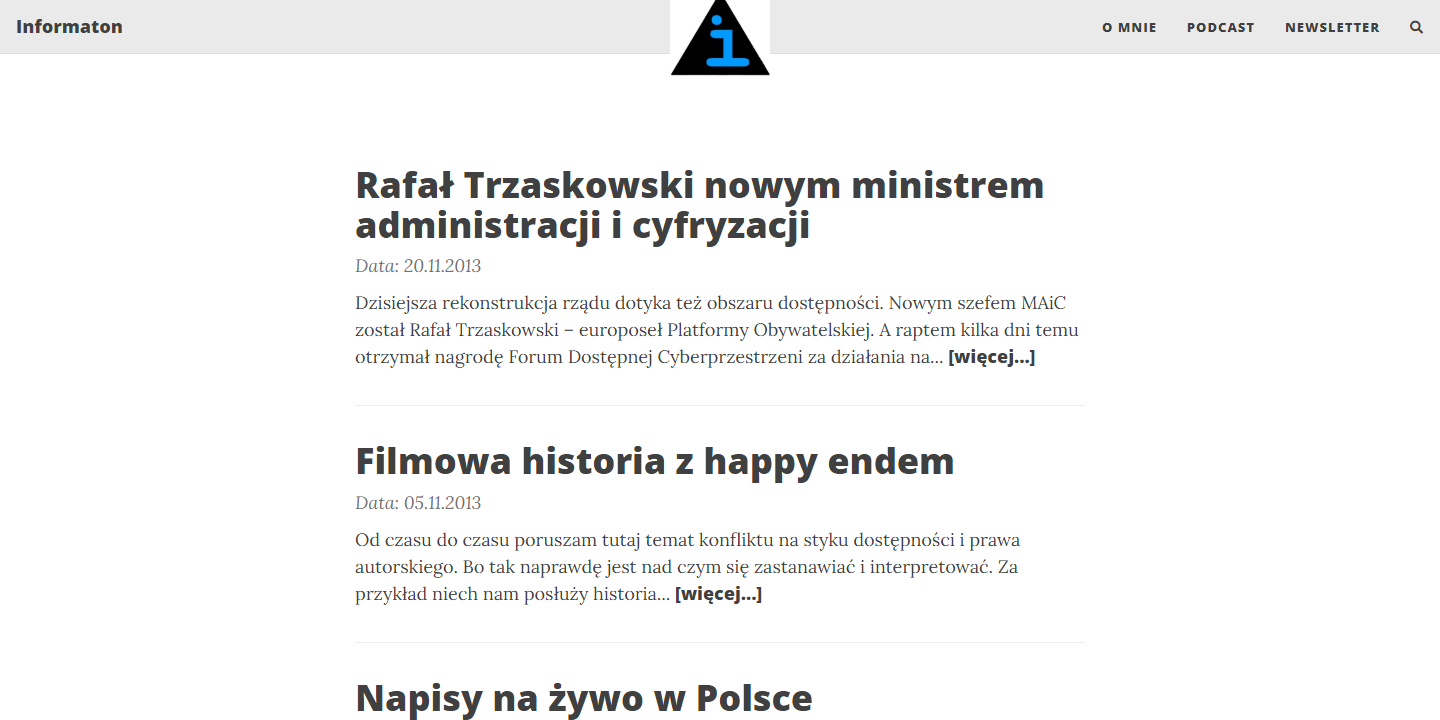 Informaton
i
O MNIE
PODCAST
NEWSLETTER
Rafał Trzaskowski nowym ministrem
administracji i cyfryzacji
Data: 20.11.2013
Dzisiejsza rekonstrukcja rządu dotyka też obszaru dostępności. Nowym szefem MAiC
został Rafał Trzaskowski – europoseł Platformy Obywatelskiej. A raptem kilka dni temu
otrzymał nagrodę Forum Dostępnej Cyberprzestrzeni za działania na... [więcej...]
Filmowa historia z happy endem
Data: 05.11.2013
Od czasu do czasu poruszam tutaj temat konfliktu na styku dostępności i prawa
autorskiego. Bo tak naprawdę jest nad czym się zastanawiać i interpretować. Za
przykład niech nam posłuży historia... [więcej...]
Napisy na żywo w Polsce